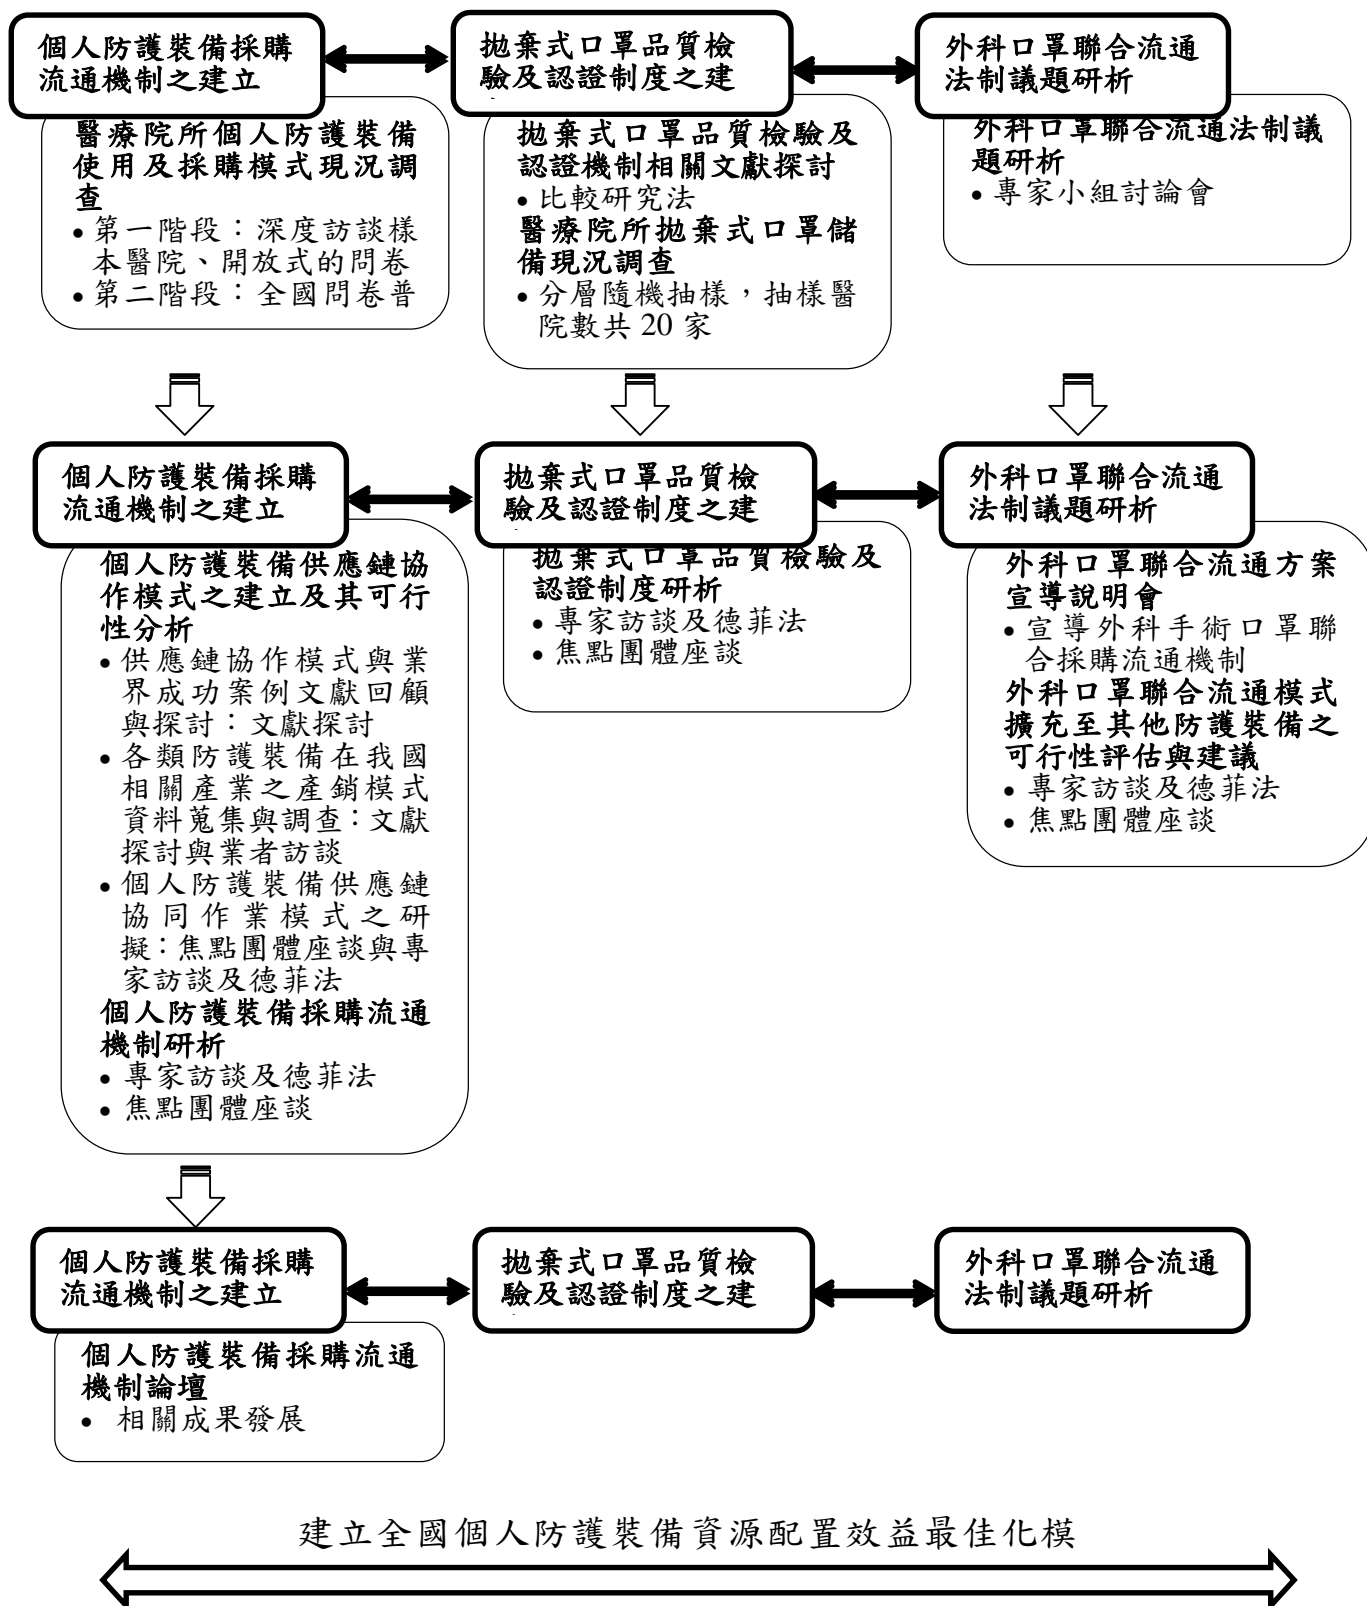 個人防護裝備採購
流通機制之建立
醫療院所個人防護裝備
使用及採購模式現況調
查
• 第一階段：深度訪談樣
本醫院、開放式的問卷
• 第二階段：全國問卷普
拋棄式口罩品質檢
驗及認證制度之建
拋棄式口罩品質檢驗及
認證機制相關文獻探討
• 比較研究法
醫療院所拋棄式口罩儲
備現況調查
• 分層隨機抽樣，抽樣醫
院數共 20 家
外科口罩聯合流通
法制議題研析
外科口罩聯合流通法制議
題研析
• 專家小組討論會
個人防護裝備採購
流通機制之建立
個人防護裝備供應鏈協
作模式之建立及其可行
性分析
• 供應鏈協作模式與業
界成功案例文獻回顧
與探討：文獻探討
• 各類防護裝備在我國
相關產業之產銷模式
資料蒐集與調查：文獻
探討與業者訪談
• 個人防護裝備供應鏈
協同作業模式之研
擬：焦點團體座談與專
家訪談及德菲法
個人防護裝備採購流通
機制研析
• 專家訪談及德菲法
• 焦點團體座談
拋棄式口罩品質檢
驗及認證制度之建
拋棄式口罩品質檢驗及
認證制度研析
• 專家訪談及德菲法
• 焦點團體座談
外科口罩聯合流通
法制議題研析
外科口罩聯合流通方案
宣導說明會
• 宣導外科手術口罩聯
合採購流通機制
外科口罩聯合流通模式
擴充至其他防護裝備之
可行性評估與建議
• 專家訪談及德菲法
• 焦點團體座談
個人防護裝備採購
流通機制之建立
個人防護裝備採購流通
機制論壇
• 相關成果發展
拋棄式口罩品質檢
驗及認證制度之建
外科口罩聯合流通
法制議題研析
建立全國個人防護裝備資源配置效益最佳化模